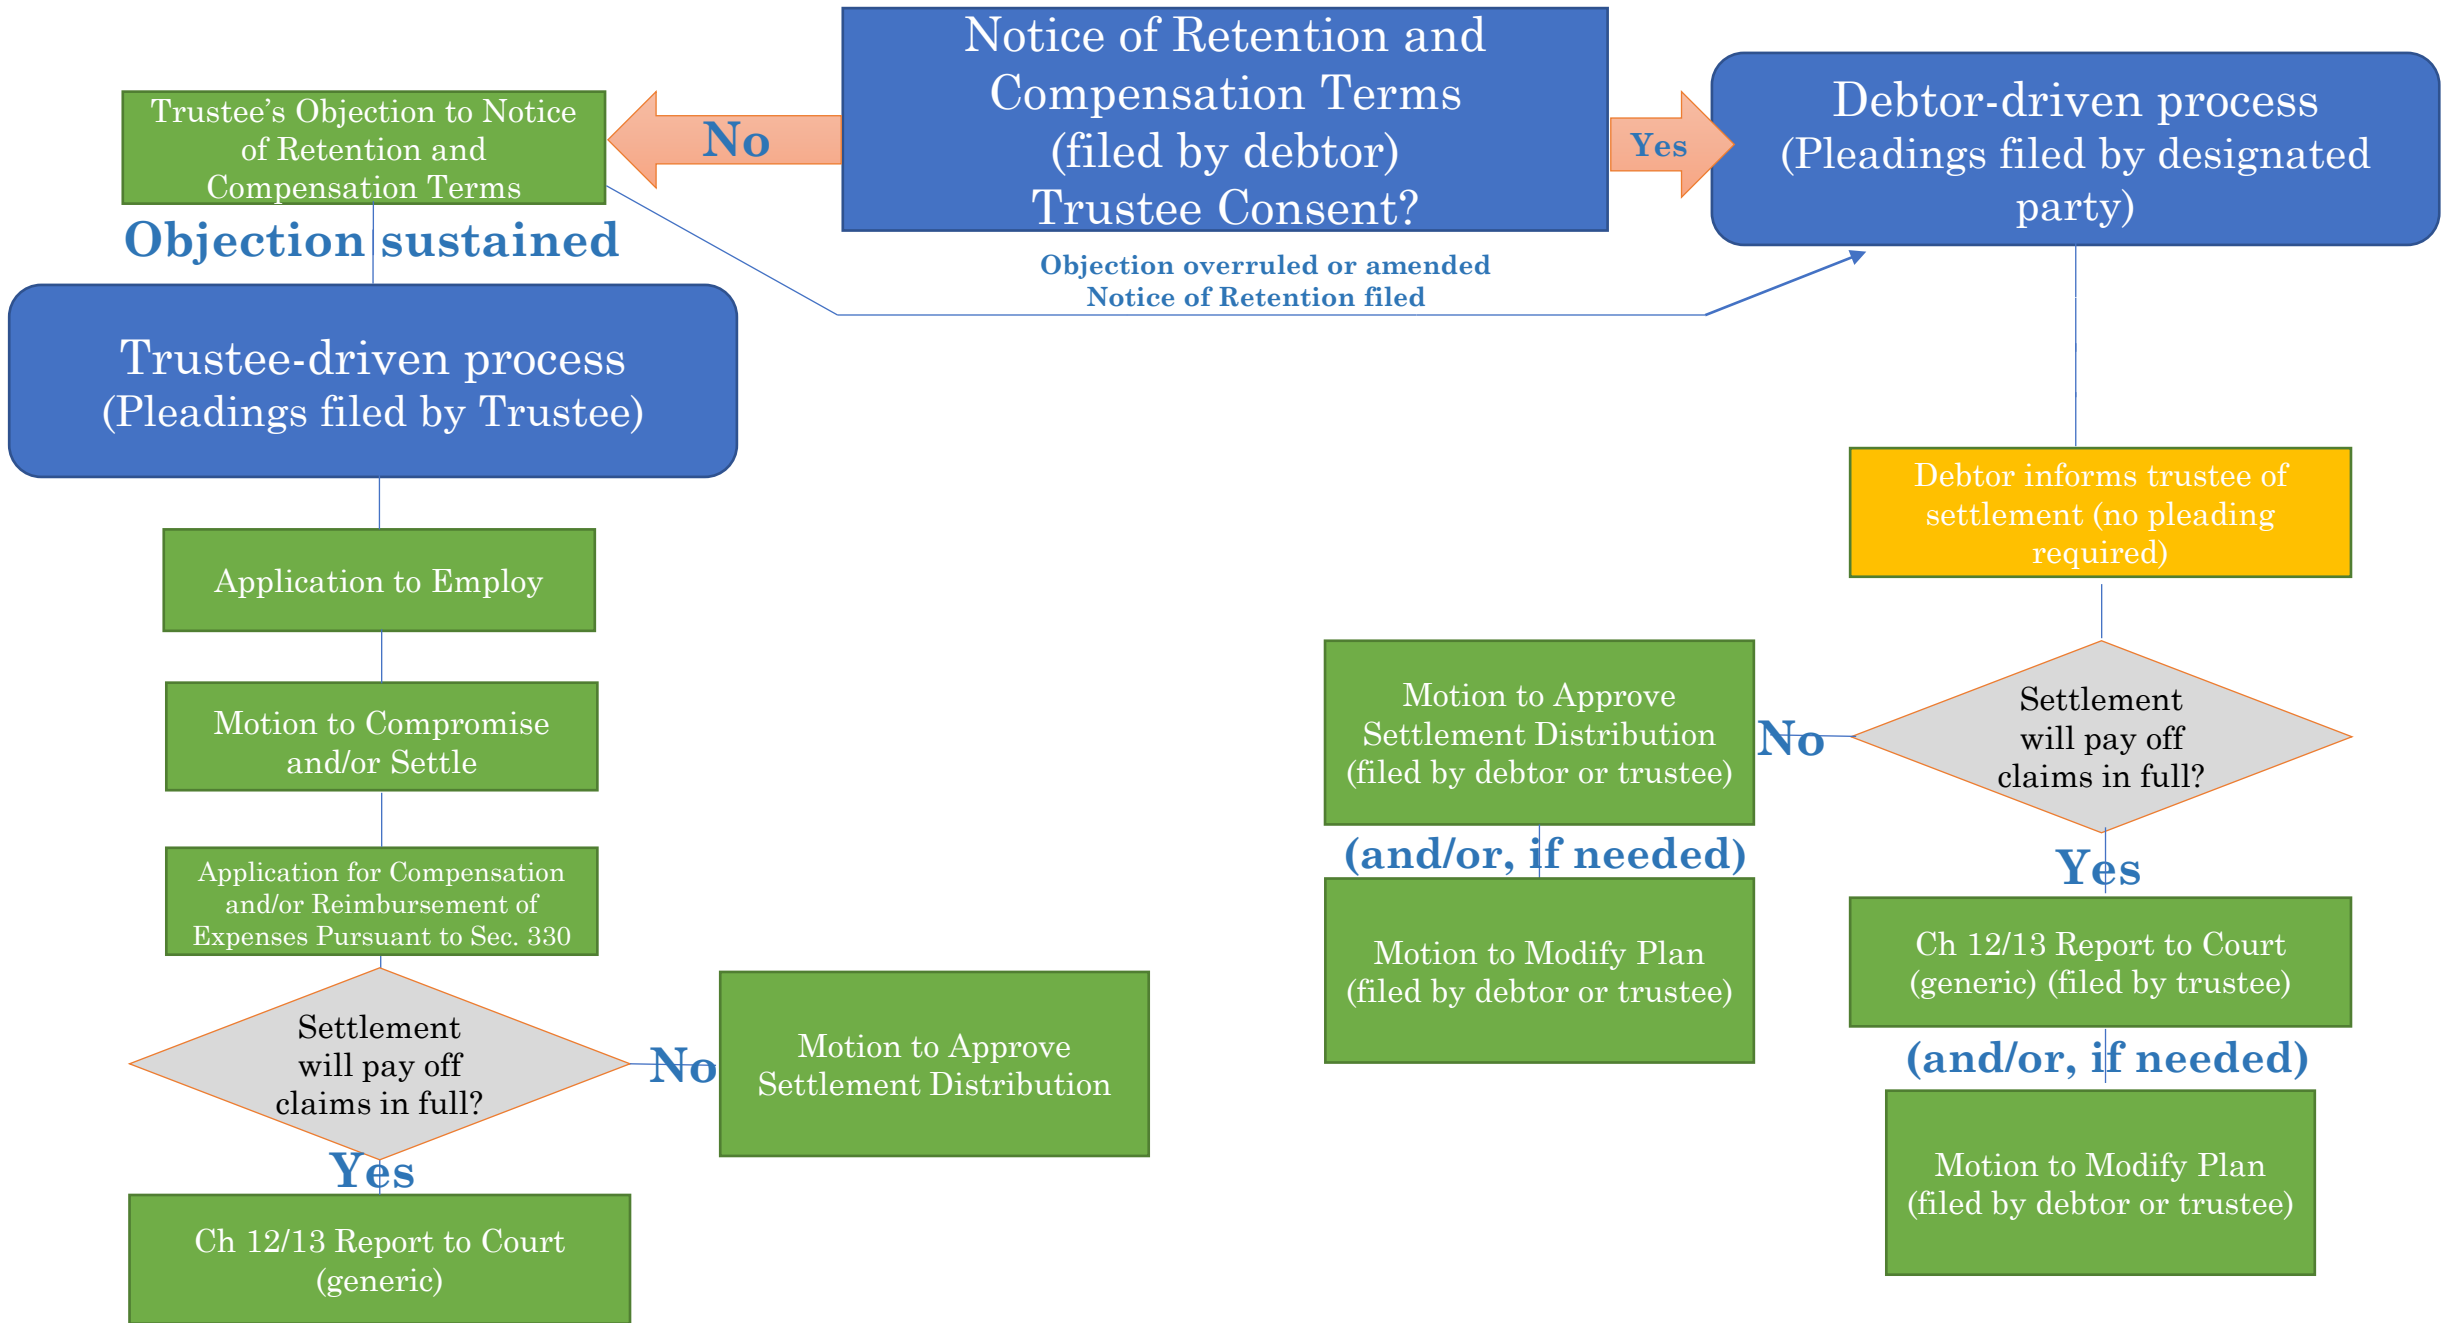 Notice of Retention and
Compensation Terms
(filed by debtor)
Trustee Consent?
No
Yes
Trustee's Objection to Notice
of Retention and
Compensation Terms
Debtor-driven process
(Pleadings filed by designated
party)
Objection sustained
Objection overruled or amended
Notice of Retention filed
Trustee-driven process
(Pleadings filed by Trustee)
Application to Employ
Motion to Compromise
and/or Settle
Application for Compensation
and/or Reimbursement of
Expenses Pursuant to Sec. 330
Settlement
will pay off
claims in full?
No
Motion to Approve
Settlement Distribution
Yes
Ch 12/13 Report to Court
(generic)
Debtor informs trustee of
settlement (no pleading
required)
Settlement
will pay off
claims in full?
No
Motion to Approve
Settlement Distribution
(filed by debtor or trustee)
(and/or, if needed)
Motion to Modify Plan
(filed by debtor or trustee)
Yes
Ch 12/13 Report to Court
(generic) (filed by trustee)
(and/or, if needed)
Motion to Modify Plan
(filed by debtor or trustee)